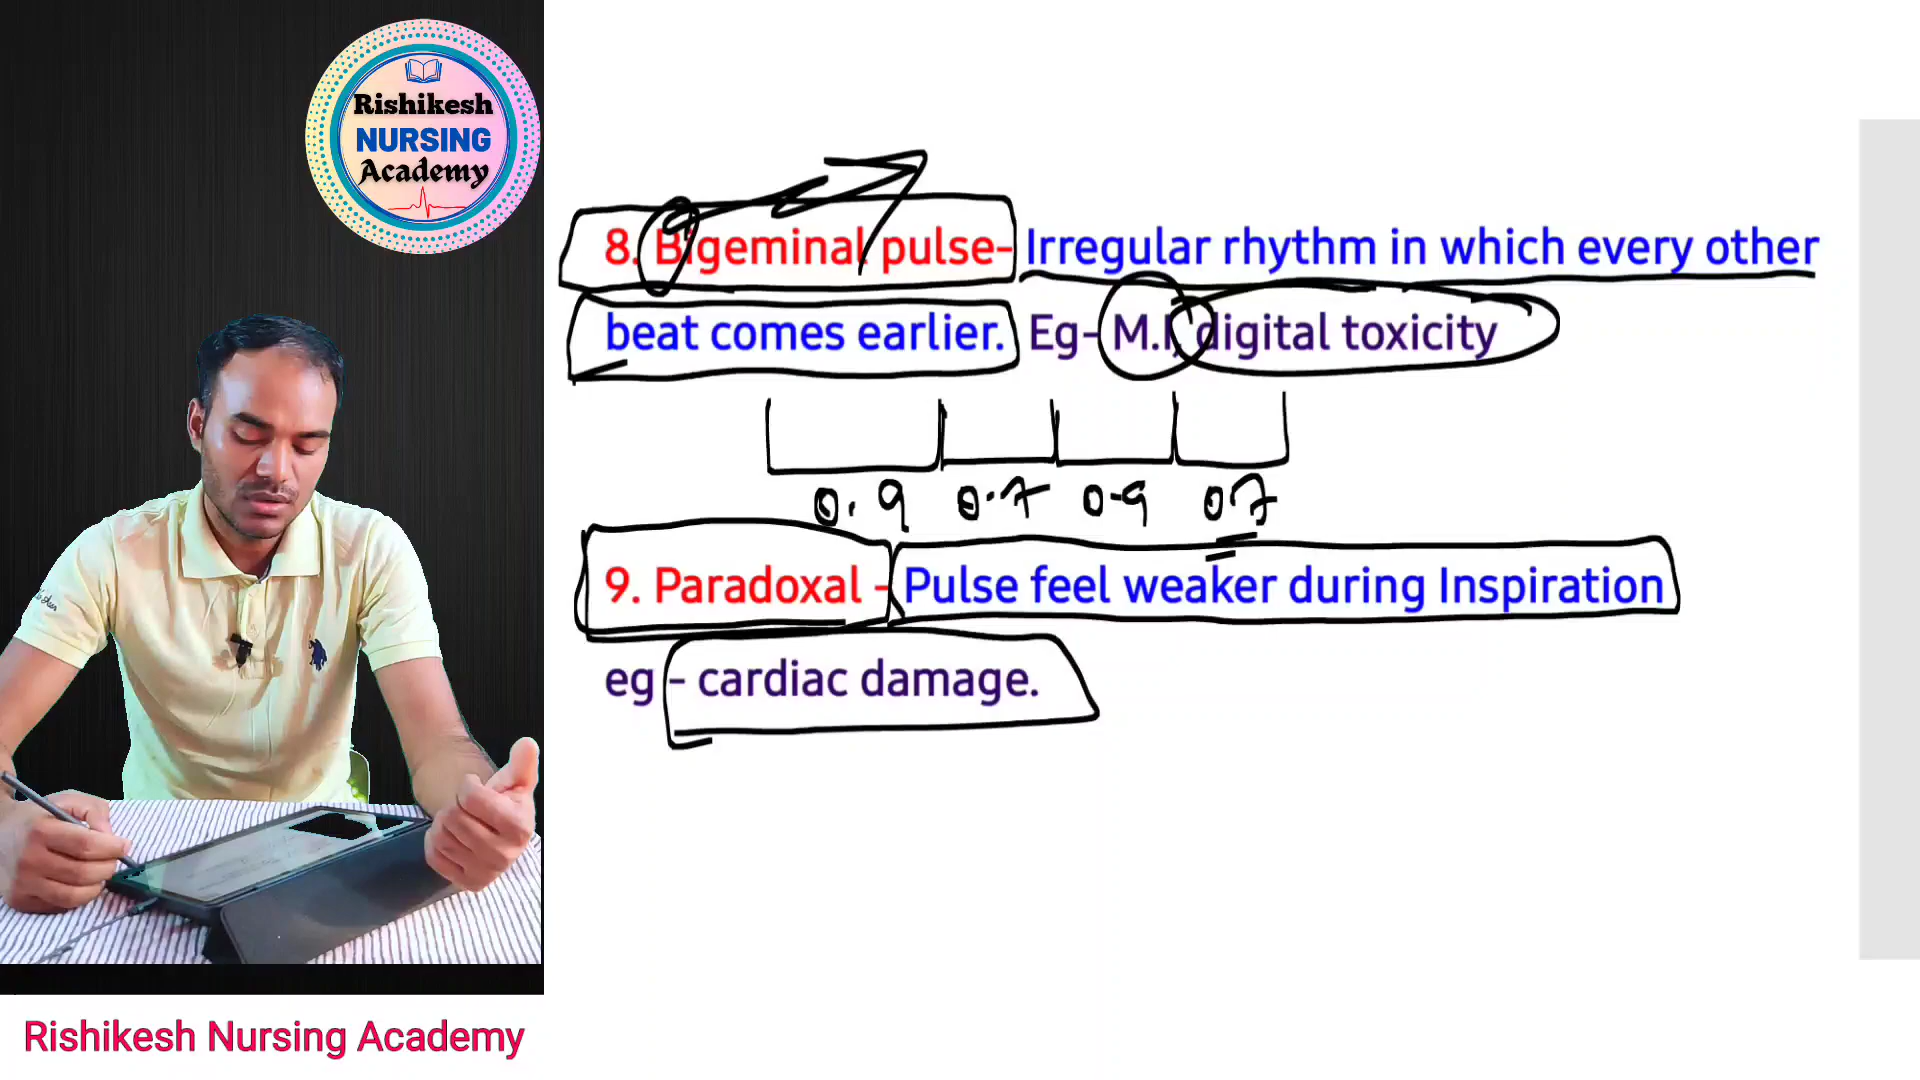 Rishikesh
NURSING
Academy
8. Bigeminal pulse- Irregular rhythm in which every other
beat comes earlier. Eg- M.I, digital toxicity
0.9 0.7 0.9 0.7
9. Paradoxal - Pulse feel weaker during Inspiration
eg - cardiac damage.
Rishikesh Nursing Academy